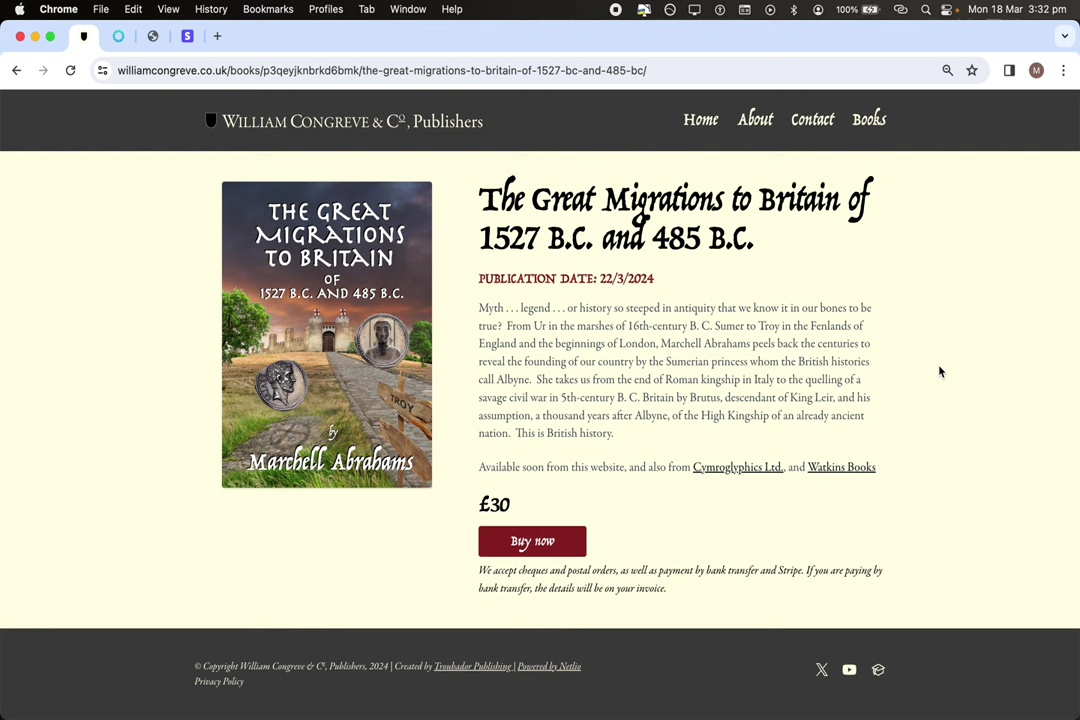 Chrome File Edit View History Bookmarks Profiles Tab Window Help 100% Mon 18 Mar 3:32 pm
S
williamcongreve.co.uk/books/p3qeyjknbrkd6bmk/the-great-migrations-to-britain-of-1527-bc-and-485-bc/ M
WILLIAM CONGREVE & Cº, Publishers Home About Contact Books
THE GREAT
MIGRATIONS
TO BRITAIN
OF
1527 B.C. AND 485 B.C.
TROY
by
Marchell Abrahams
The Great Migrations to Britain of
1527 B.C. and 485 B.C.
PUBLICATION DATE: 22/3/2024
Myth . . . legend . . . or history so steeped in antiquity that we know it in our bones to be
true? From Ur in the marshes of 16th-century B. C. Sumer to Troy in the Fenlands of
England and the beginnings of London, Marchell Abrahams peels back the centuries to
reveal the founding of our country by the Sumerian princess whom the British histories
call Albyne. She takes us from the end of Roman kingship in Italy to the quelling of a
savage civil war in 5th-century B. C. Britain by Brutus, descendant of King Leir, and his
assumption, a thousand years after Albyne, of the High Kingship of an already ancient
nation. This is British history.
Available soon from this website, and also from Cymroglyphics Ltd., and Watkins Books
£30
Buy now
We accept cheques and postal orders, as well as payment by bank transfer and Stripe. If you are paying by
bank transfer, the details will be on your invoice.
© Copyright William Congreve & Cº, Publishers, 2024 | Created by Troubador Publishing | Powered by Netlio
Privacy Policy